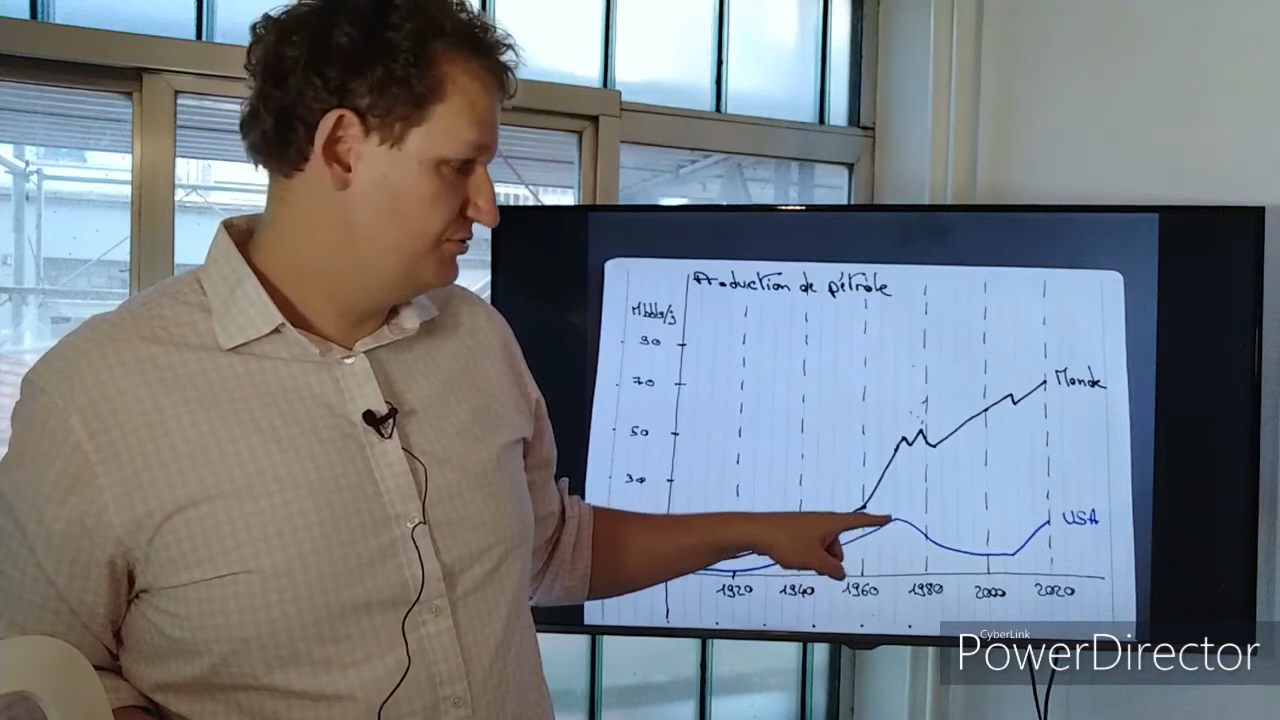 Production de pétrole
Mbbls/j
90
70
Monde
50
30
USA
1920 1940 1960 1980 2000 2020
CyberLink
PowerDirector